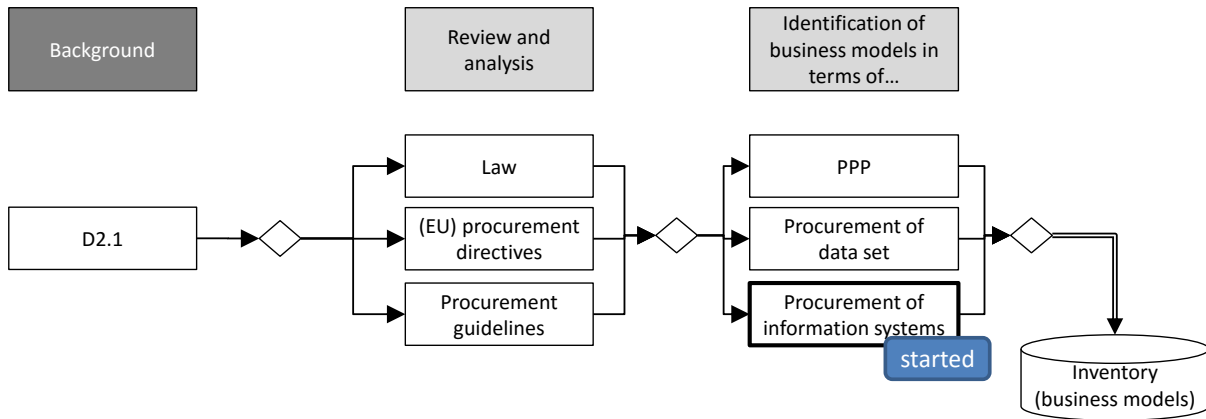 Background
Review and
analysis
Identification of
business models in
terms of…
D2.1
Law
(EU) procurement
directives
Procurement
guidelines
PPP
Procurement of
data set
Procurement of
information systems
started
Inventory
(business models)